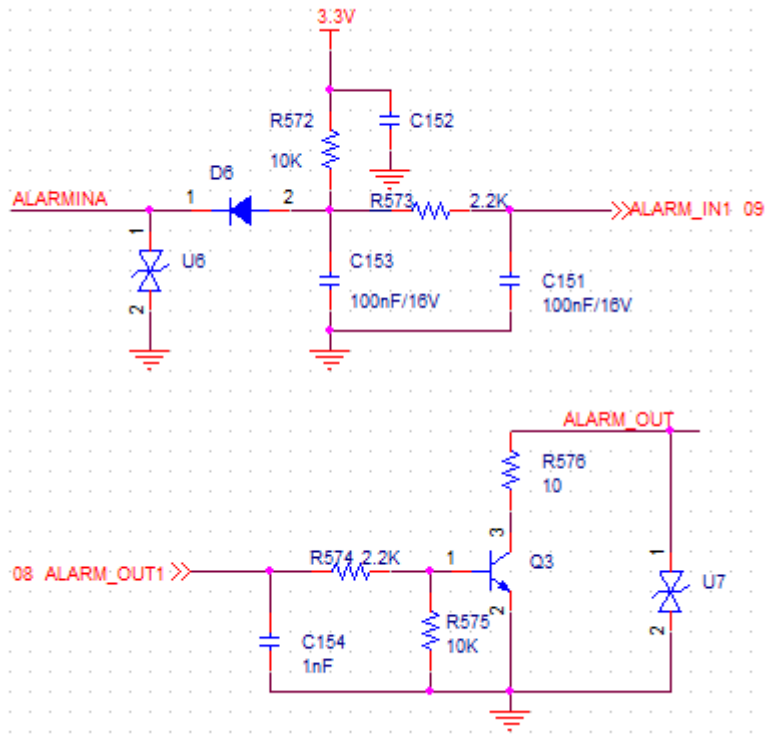 3.3V
R572
10K
C152
D6
ALARMINA
1
2
R573
2.2K
ALARM_IN1 09
1
2
U6
C153
100nF/16V
C151
100nF/16V
ALARM_OUT
R576
10
3
08 ALARM_OUT1
R574 2.2K
1
Q3
2
1
2
U7
R575
10K
C154
1nF